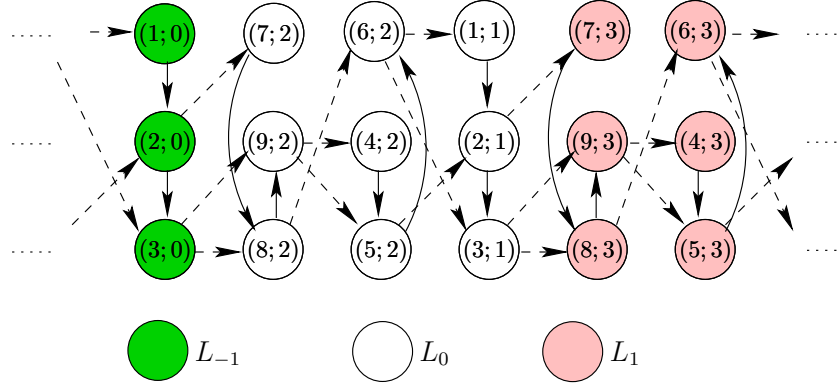 ..... (1;0) (7;2) (6;2) (1;1) (7;3) (6;3) .....
..... (2;0) (9;2) (4;2) (2;1) (9;3) (4;3) .....
..... (3;0) (8;2) (5;2) (3;1) (8;3) (5;3) .....
L₋₁ L₀ L₁